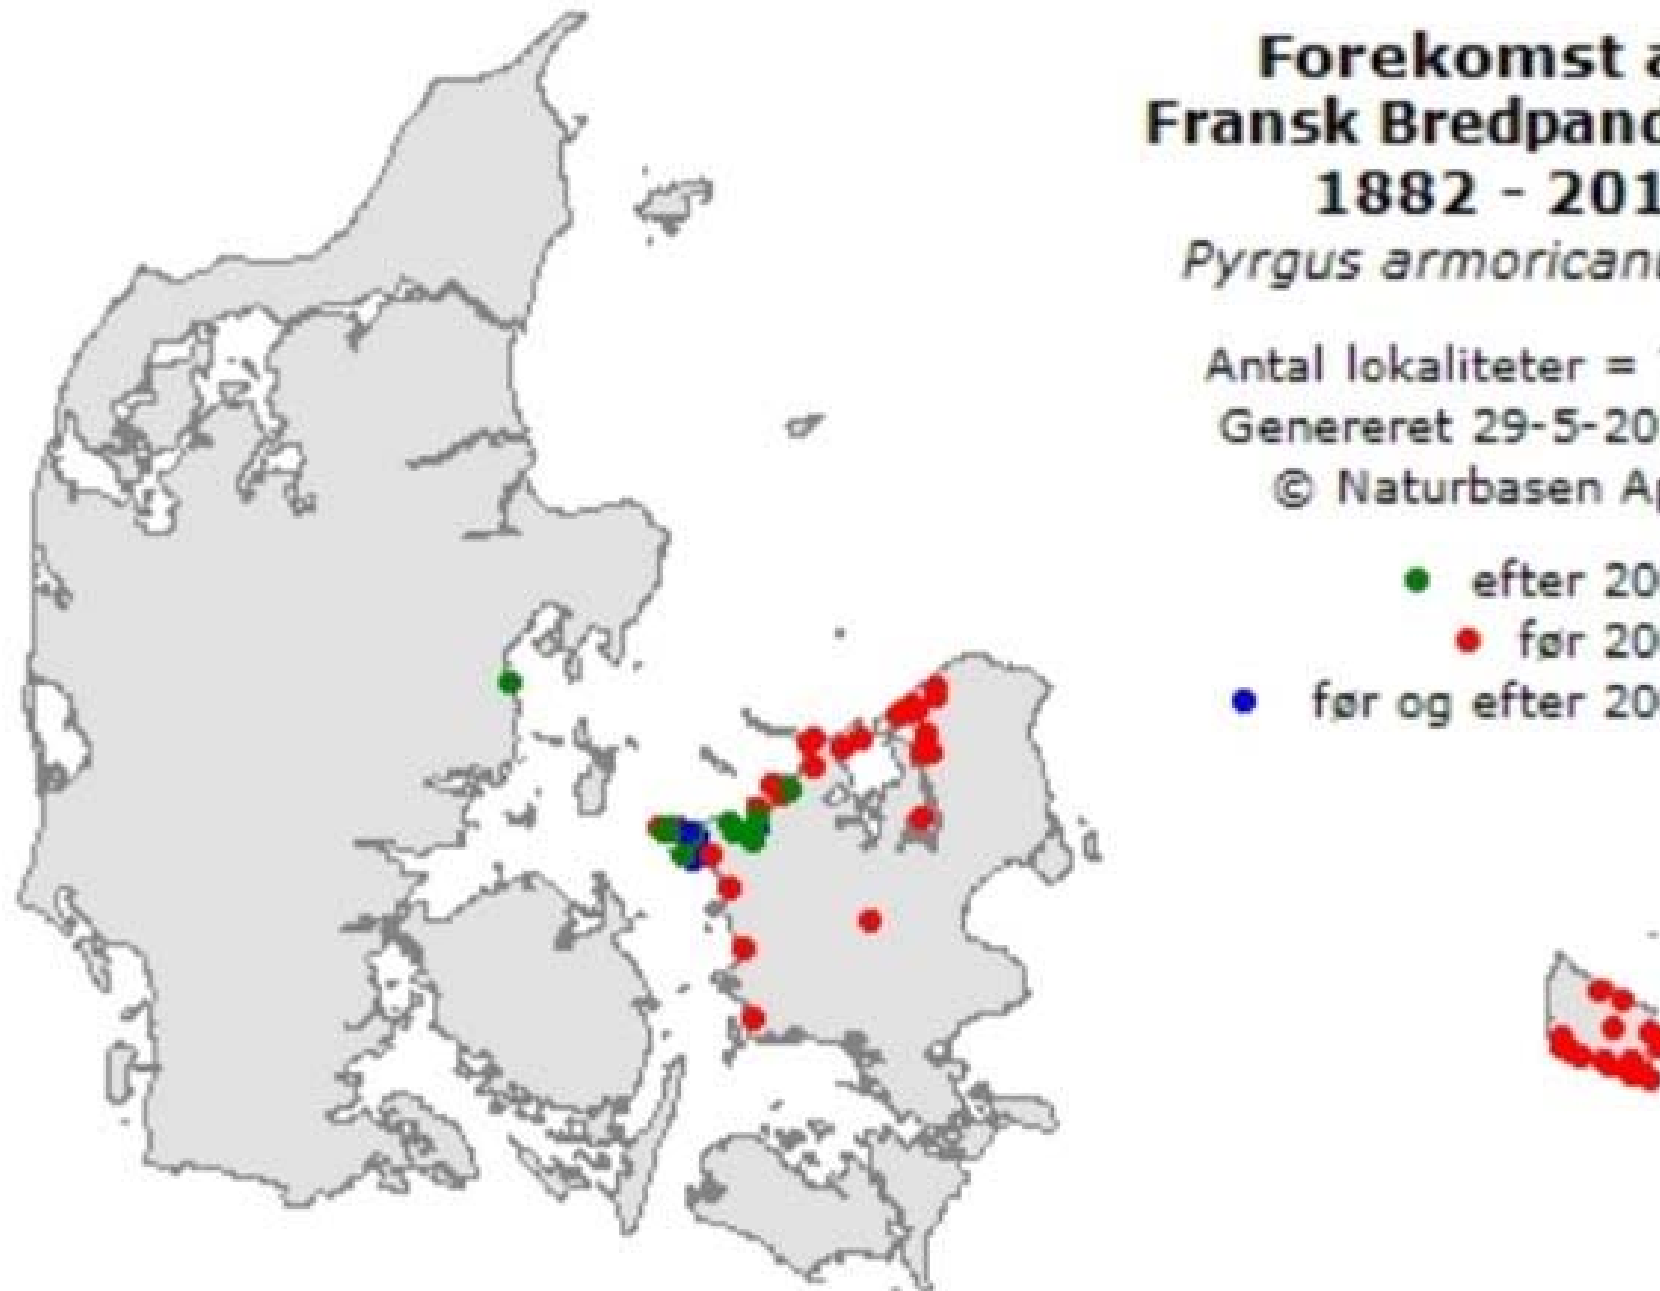 Forekomst a
Fransk Bredpand
1882 - 201
Pyrgus armoricanu
Antal lokaliteter =
Genereret 29-5-20
© Naturbasen Ap
efter 20
før 20
før og efter 20